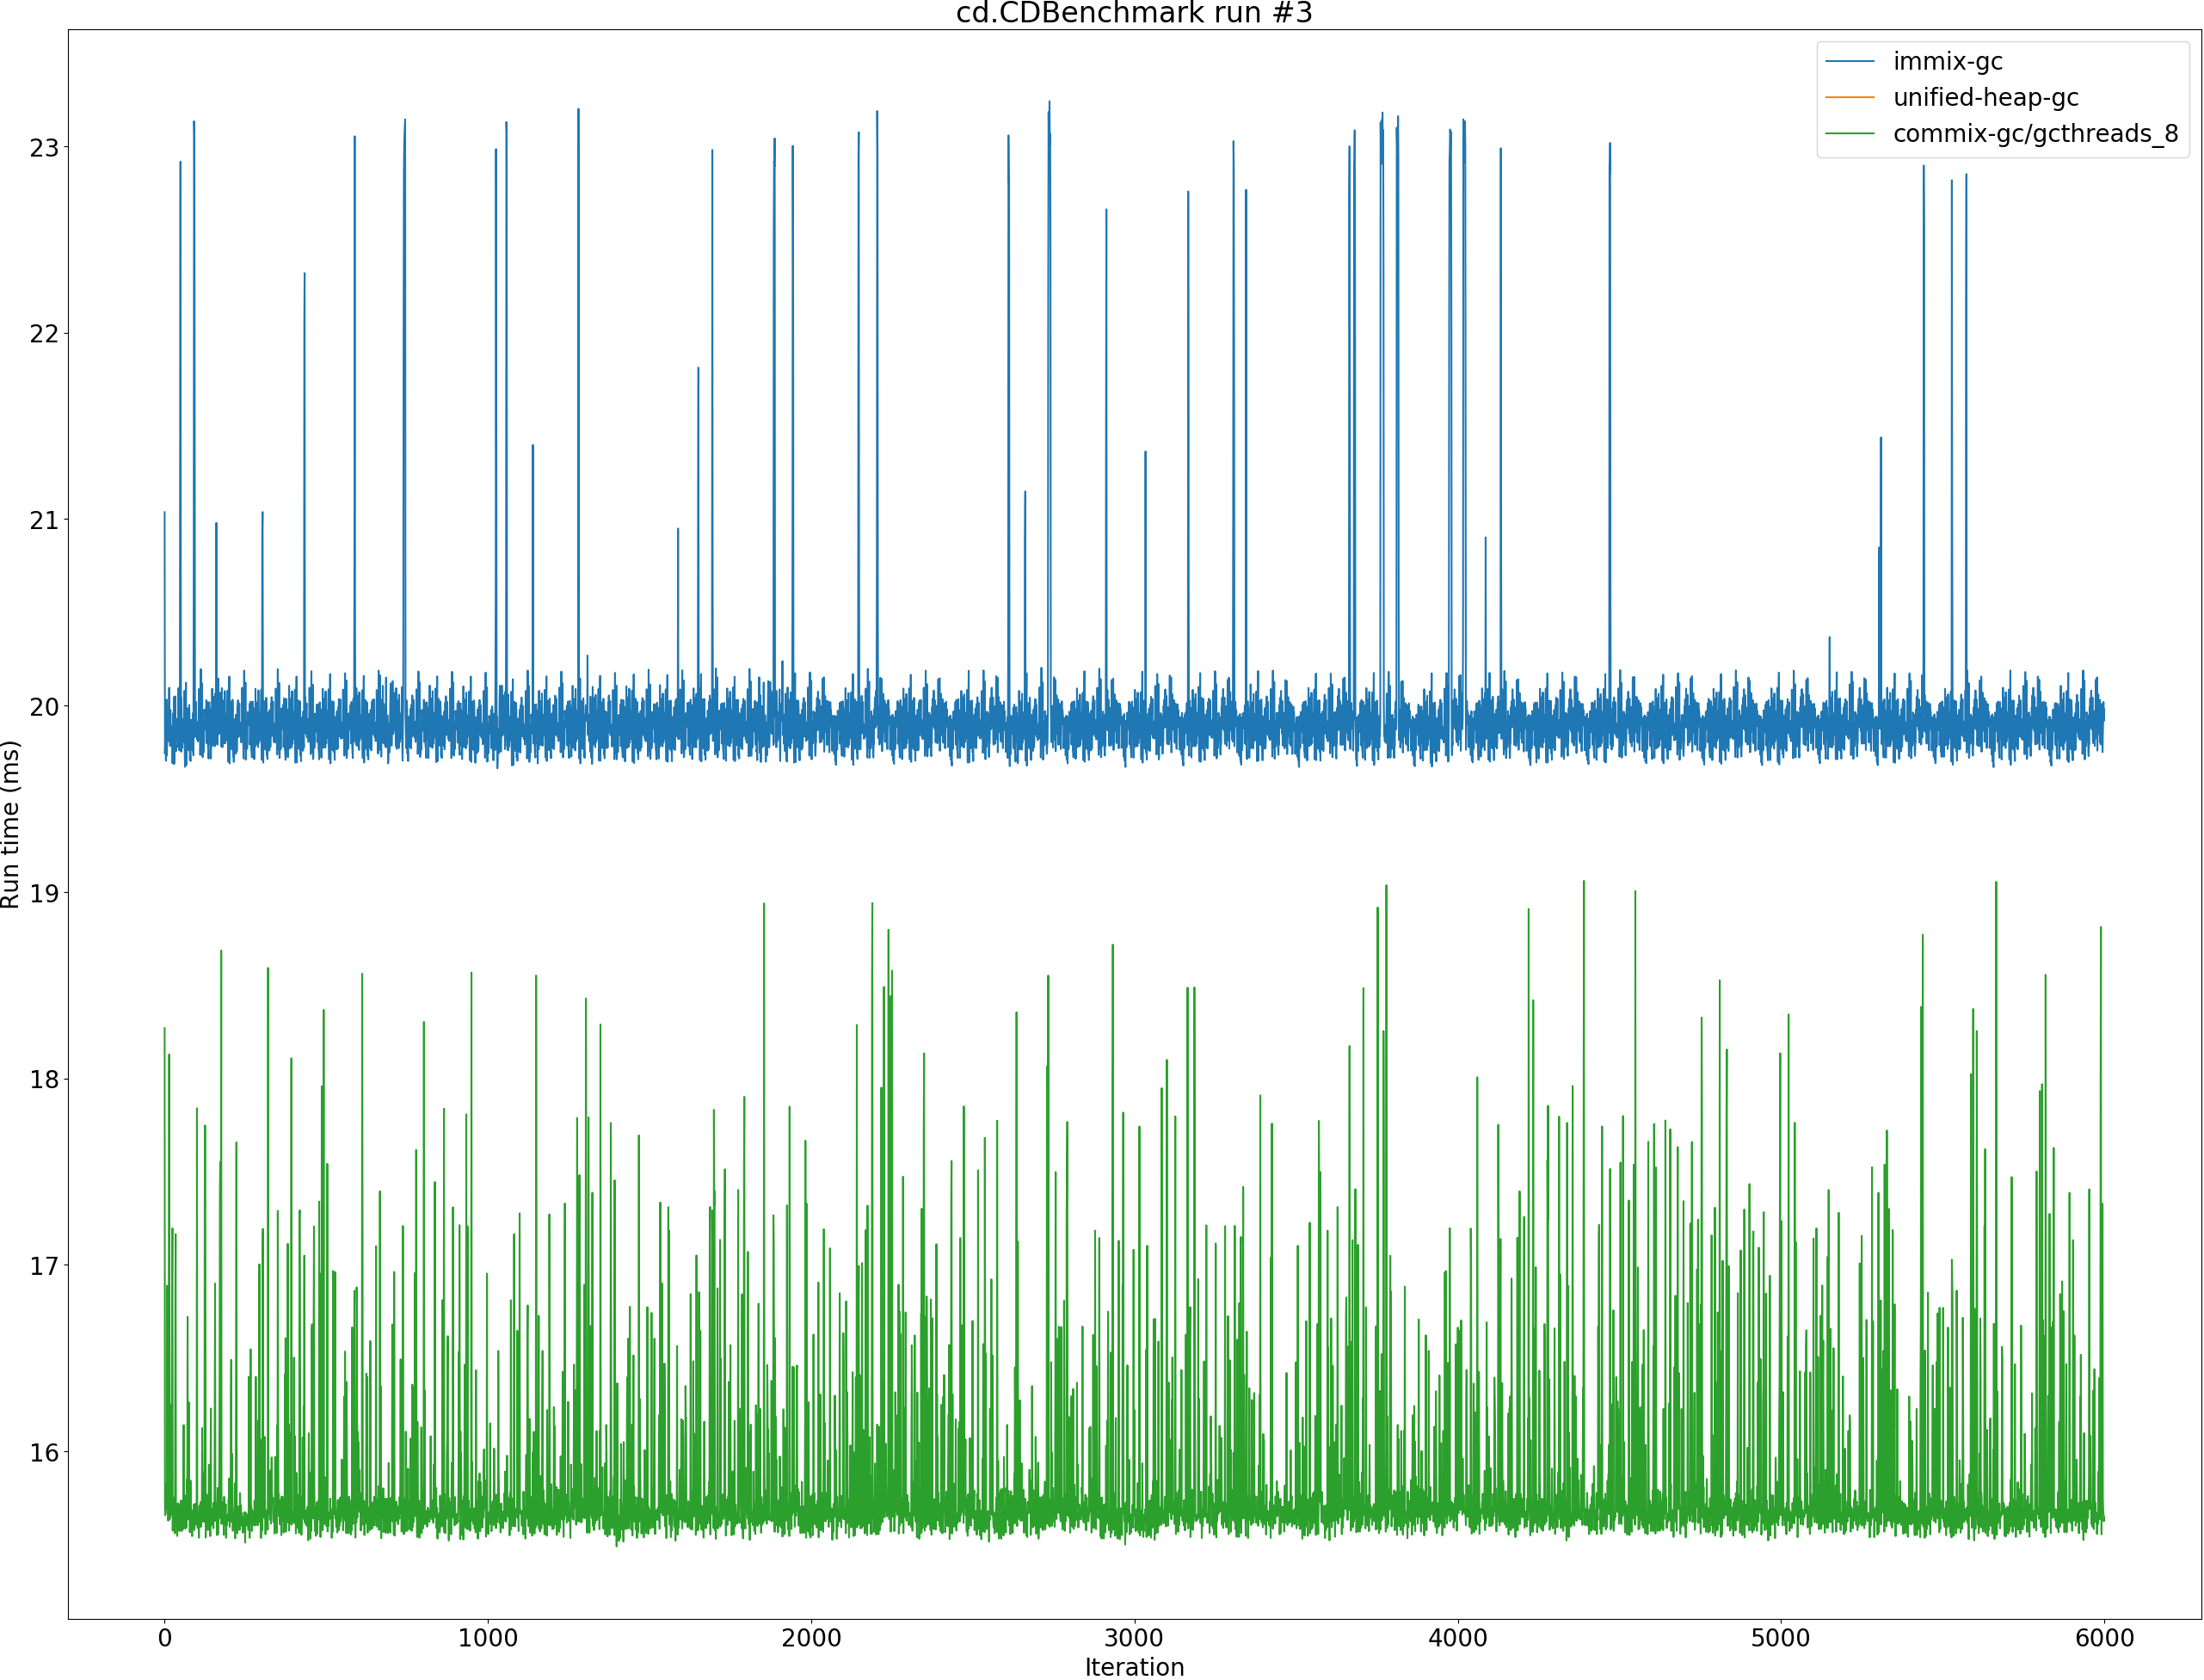 cd.CDBenchmark run #3
immix-gc
unified-heap-gc
commix-gc/gcthreads_8
Run time (ms)
23
22
21
20
19
18
17
16
0 1000 2000 3000 4000 5000 6000
Iteration